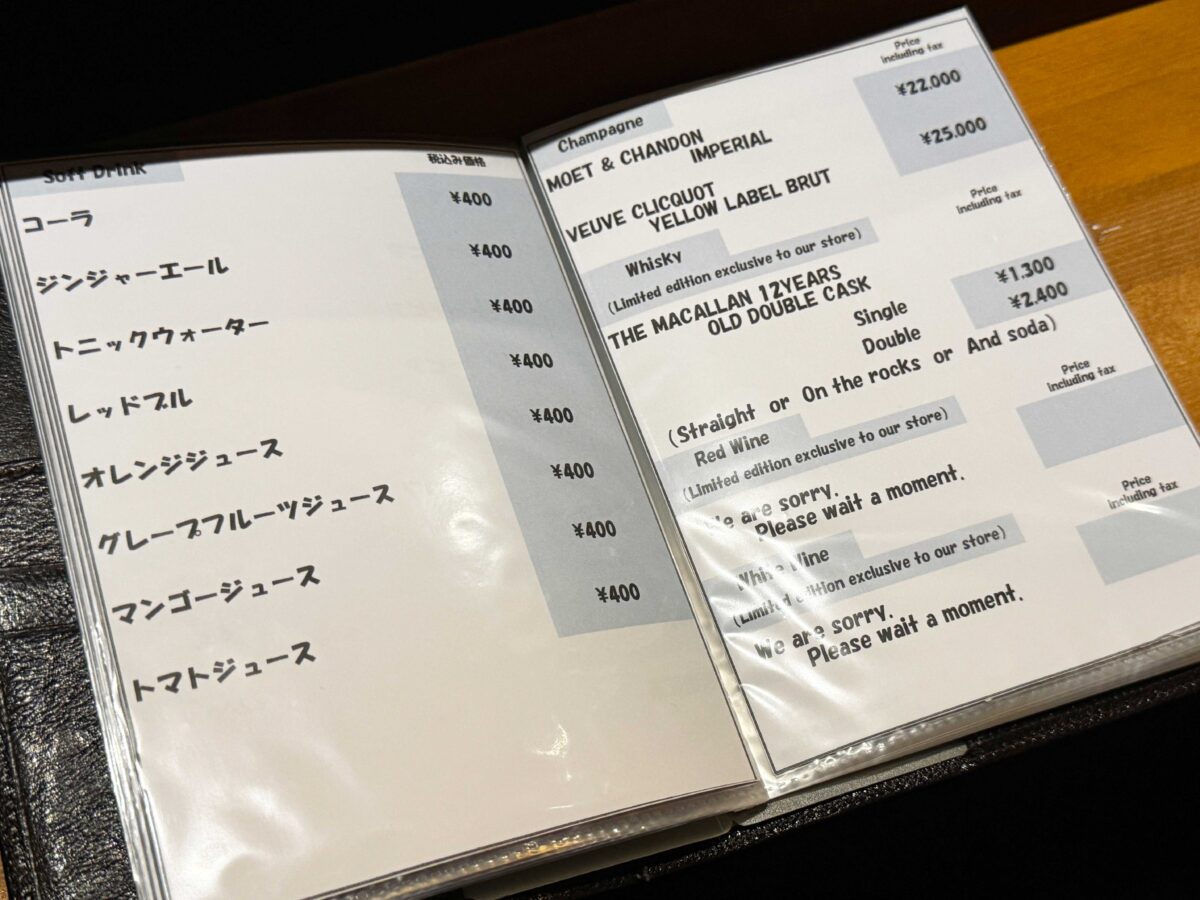 Soft Drink
税込み価格
コーラ ¥400
ジンジャーエール ¥400
トニックウォーター ¥400
レッドブル ¥400
オレンジジュース ¥400
グレープフルーツジュース ¥400
マンゴージュース ¥400
トマトジュース ¥400
Champagne
Price
including tax
MOET & CHANDON
IMPERIAL ¥22.000
VEUVE CLICQUOT
YELLOW LABEL BRUT ¥25.000
Whisky
Price
including tax
(Limited edition exclusive to our store)
THE MACALLAN 12YEARS
OLD DOUBLE CASK
Single ¥1.300
Double ¥2.400
(Straight or On the rocks or And soda)
Red Wine
Price
including tax
(Limited edition exclusive to our store)
We are sorry.
Please wait a moment.
White Wine
Price
including tax
(Limited edition exclusive to our store)
We are sorry.
Please wait a moment.